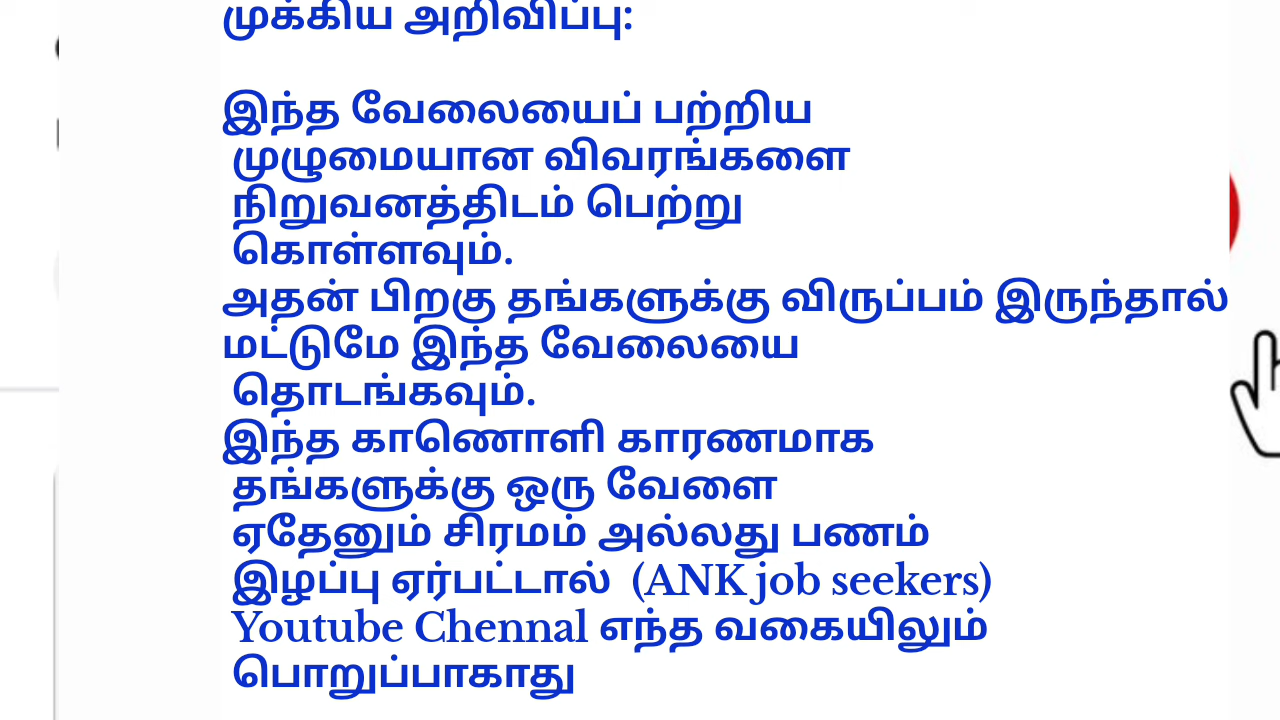 முக்கிய அறிவிப்பு:
இந்த வேலையைப் பற்றிய
முழுமையான விவரங்களை
நிறுவனத்திடம் பெற்று
கொள்ளவும்.
அதன் பிறகு தங்களுக்கு விருப்பம் இருந்தால்
மட்டுமே இந்த வேலையை
தொடங்கவும்.
இந்த காணொளி காரணமாக
தங்களுக்கு ஒரு வேளை
ஏதேனும் சிரமம் அல்லது பணம்
இழப்பு ஏர்பட்டால் (ANK job seekers)
Youtube Chennal எந்த வகையிலும்
பொறுப்பாகாது